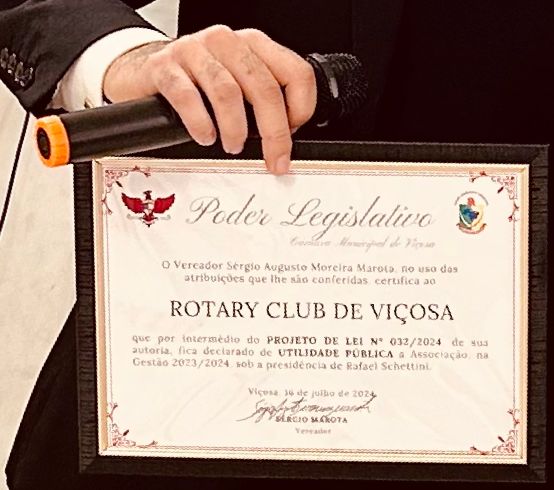 Poder Legislativo
Câmara Municipal de Viçosa
O Vereador Sérgio Augusto Moreira Marota, no uso das
atribuições que lhe são conferidas, certifica ao
ROTARY CLUB DE VIÇOSA
que por intermédio do PROJETO DE LEI Nº 032/2024 de sua
autoria, fica declarado de UTILIDADE PÚBLICA a Associação, na
Gestão 2023/2024, sob a presidência de Rafael Schettini.
Viçosa, de julho de 2024
SÉRGIO MAROTA
Vereador